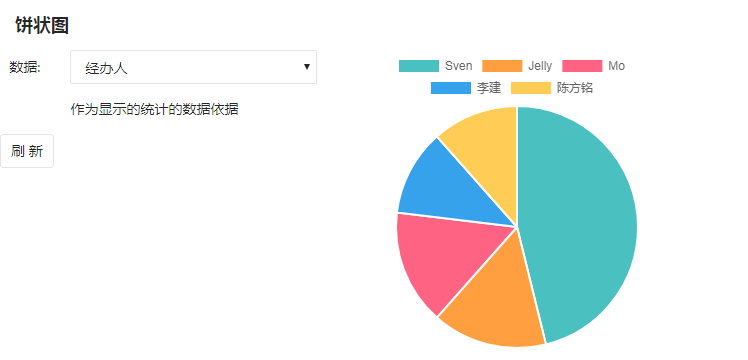 饼状图
数据:
经办人
作为显示的统计的数据依据
刷 新
Sven Jelly Mo
李建 陈方铭